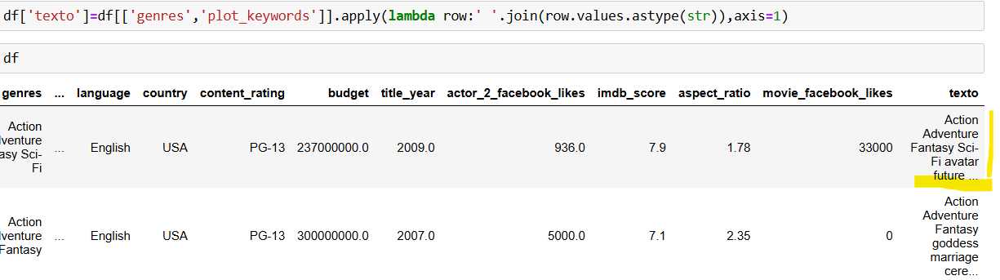 df['texto']=df[['genres','plot_keywords']].apply(lambda row:' '.join(row.values.astype(str)),axis=1)
df
genres ... language country content_rating budget title_year actor_2_facebook_likes imdb_score aspect_ratio movie_facebook_likes texto
Action
lventure
asy Sci-
Fi
... English USA PG-13 237000000.0 2009.0 936.0 7.9 1.78 33000
Action
Adventure
Fantasy Sci-
Fi avatar
future ...
Action
lventure
Fantasy
... English USA PG-13 300000000.0 2007.0 5000.0 7.1 2.35 0
Action
Adventure
Fantasy
goddess
marriage
cere...